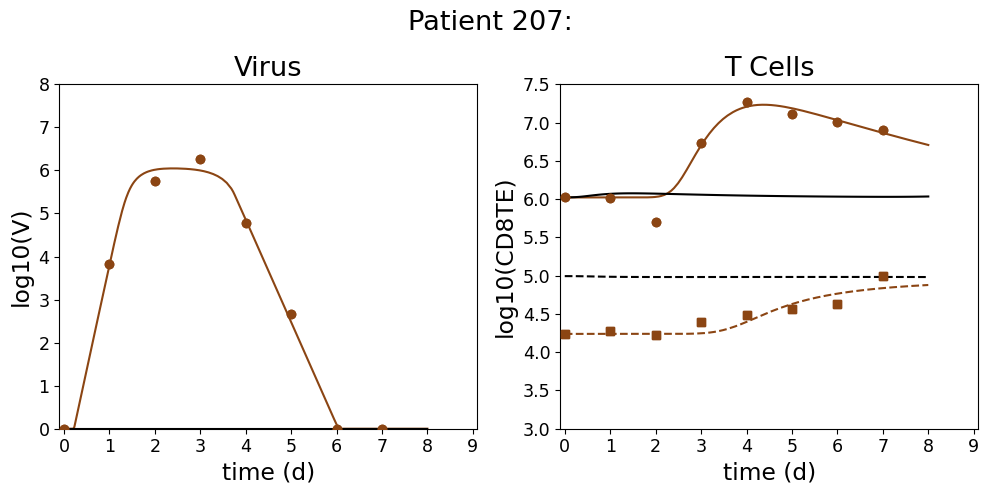 Patient 207:
Virus
log10(V)
8
7
6
5
4
3
2
1
0
0 1 2 3 4 5 6 7 8 9
time (d)
T Cells
log10(CD8TE)
7.5
7.0
6.5
6.0
5.5
5.0
4.5
4.0
3.5
3.0
0 1 2 3 4 5 6 7 8 9
time (d)